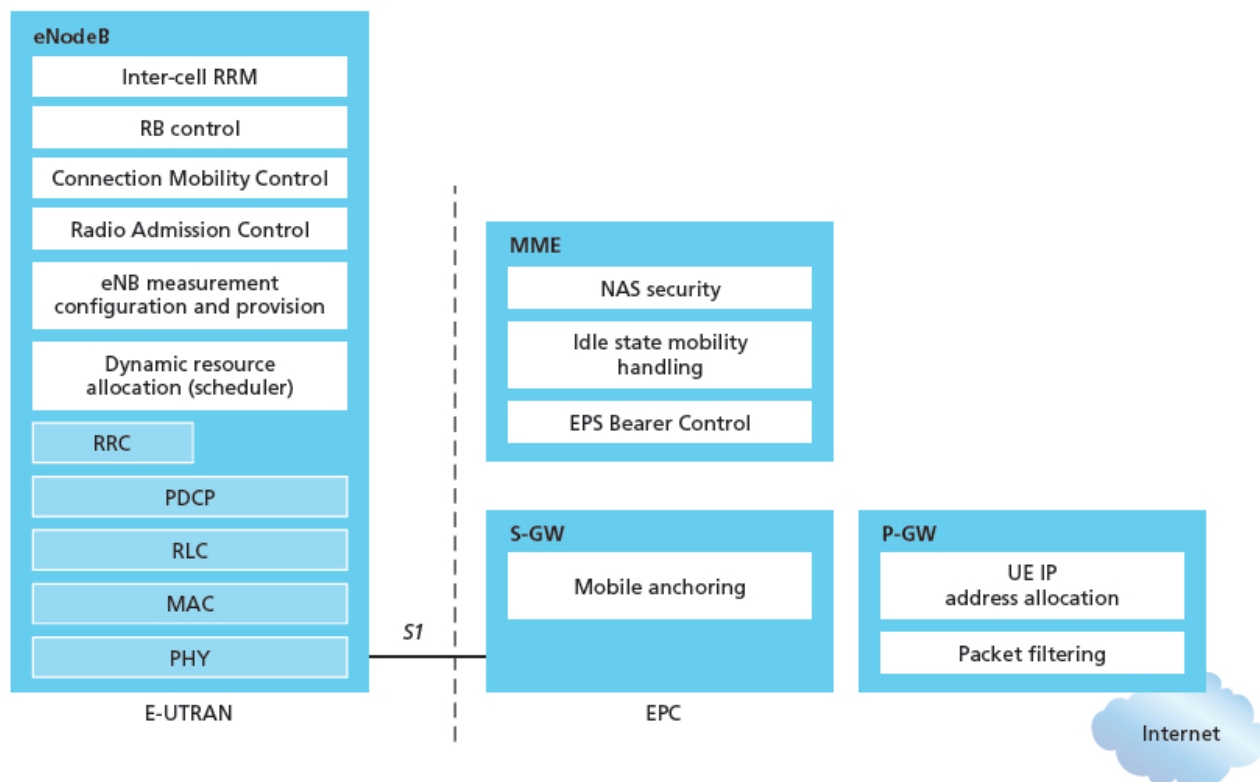 eNodeB
Inter-cell RRM
RB control
Connection Mobility Control
Radio Admission Control
eNB measurement
configuration and provision
Dynamic resource
allocation (scheduler)
RRC
PDCP
RLC
MAC
PHY
E-UTRAN
S1
MME
NAS security
Idle state mobility
handling
EPS Bearer Control
S-GW
Mobile anchoring
EPC
P-GW
UE IP
address allocation
Packet filtering
Internet